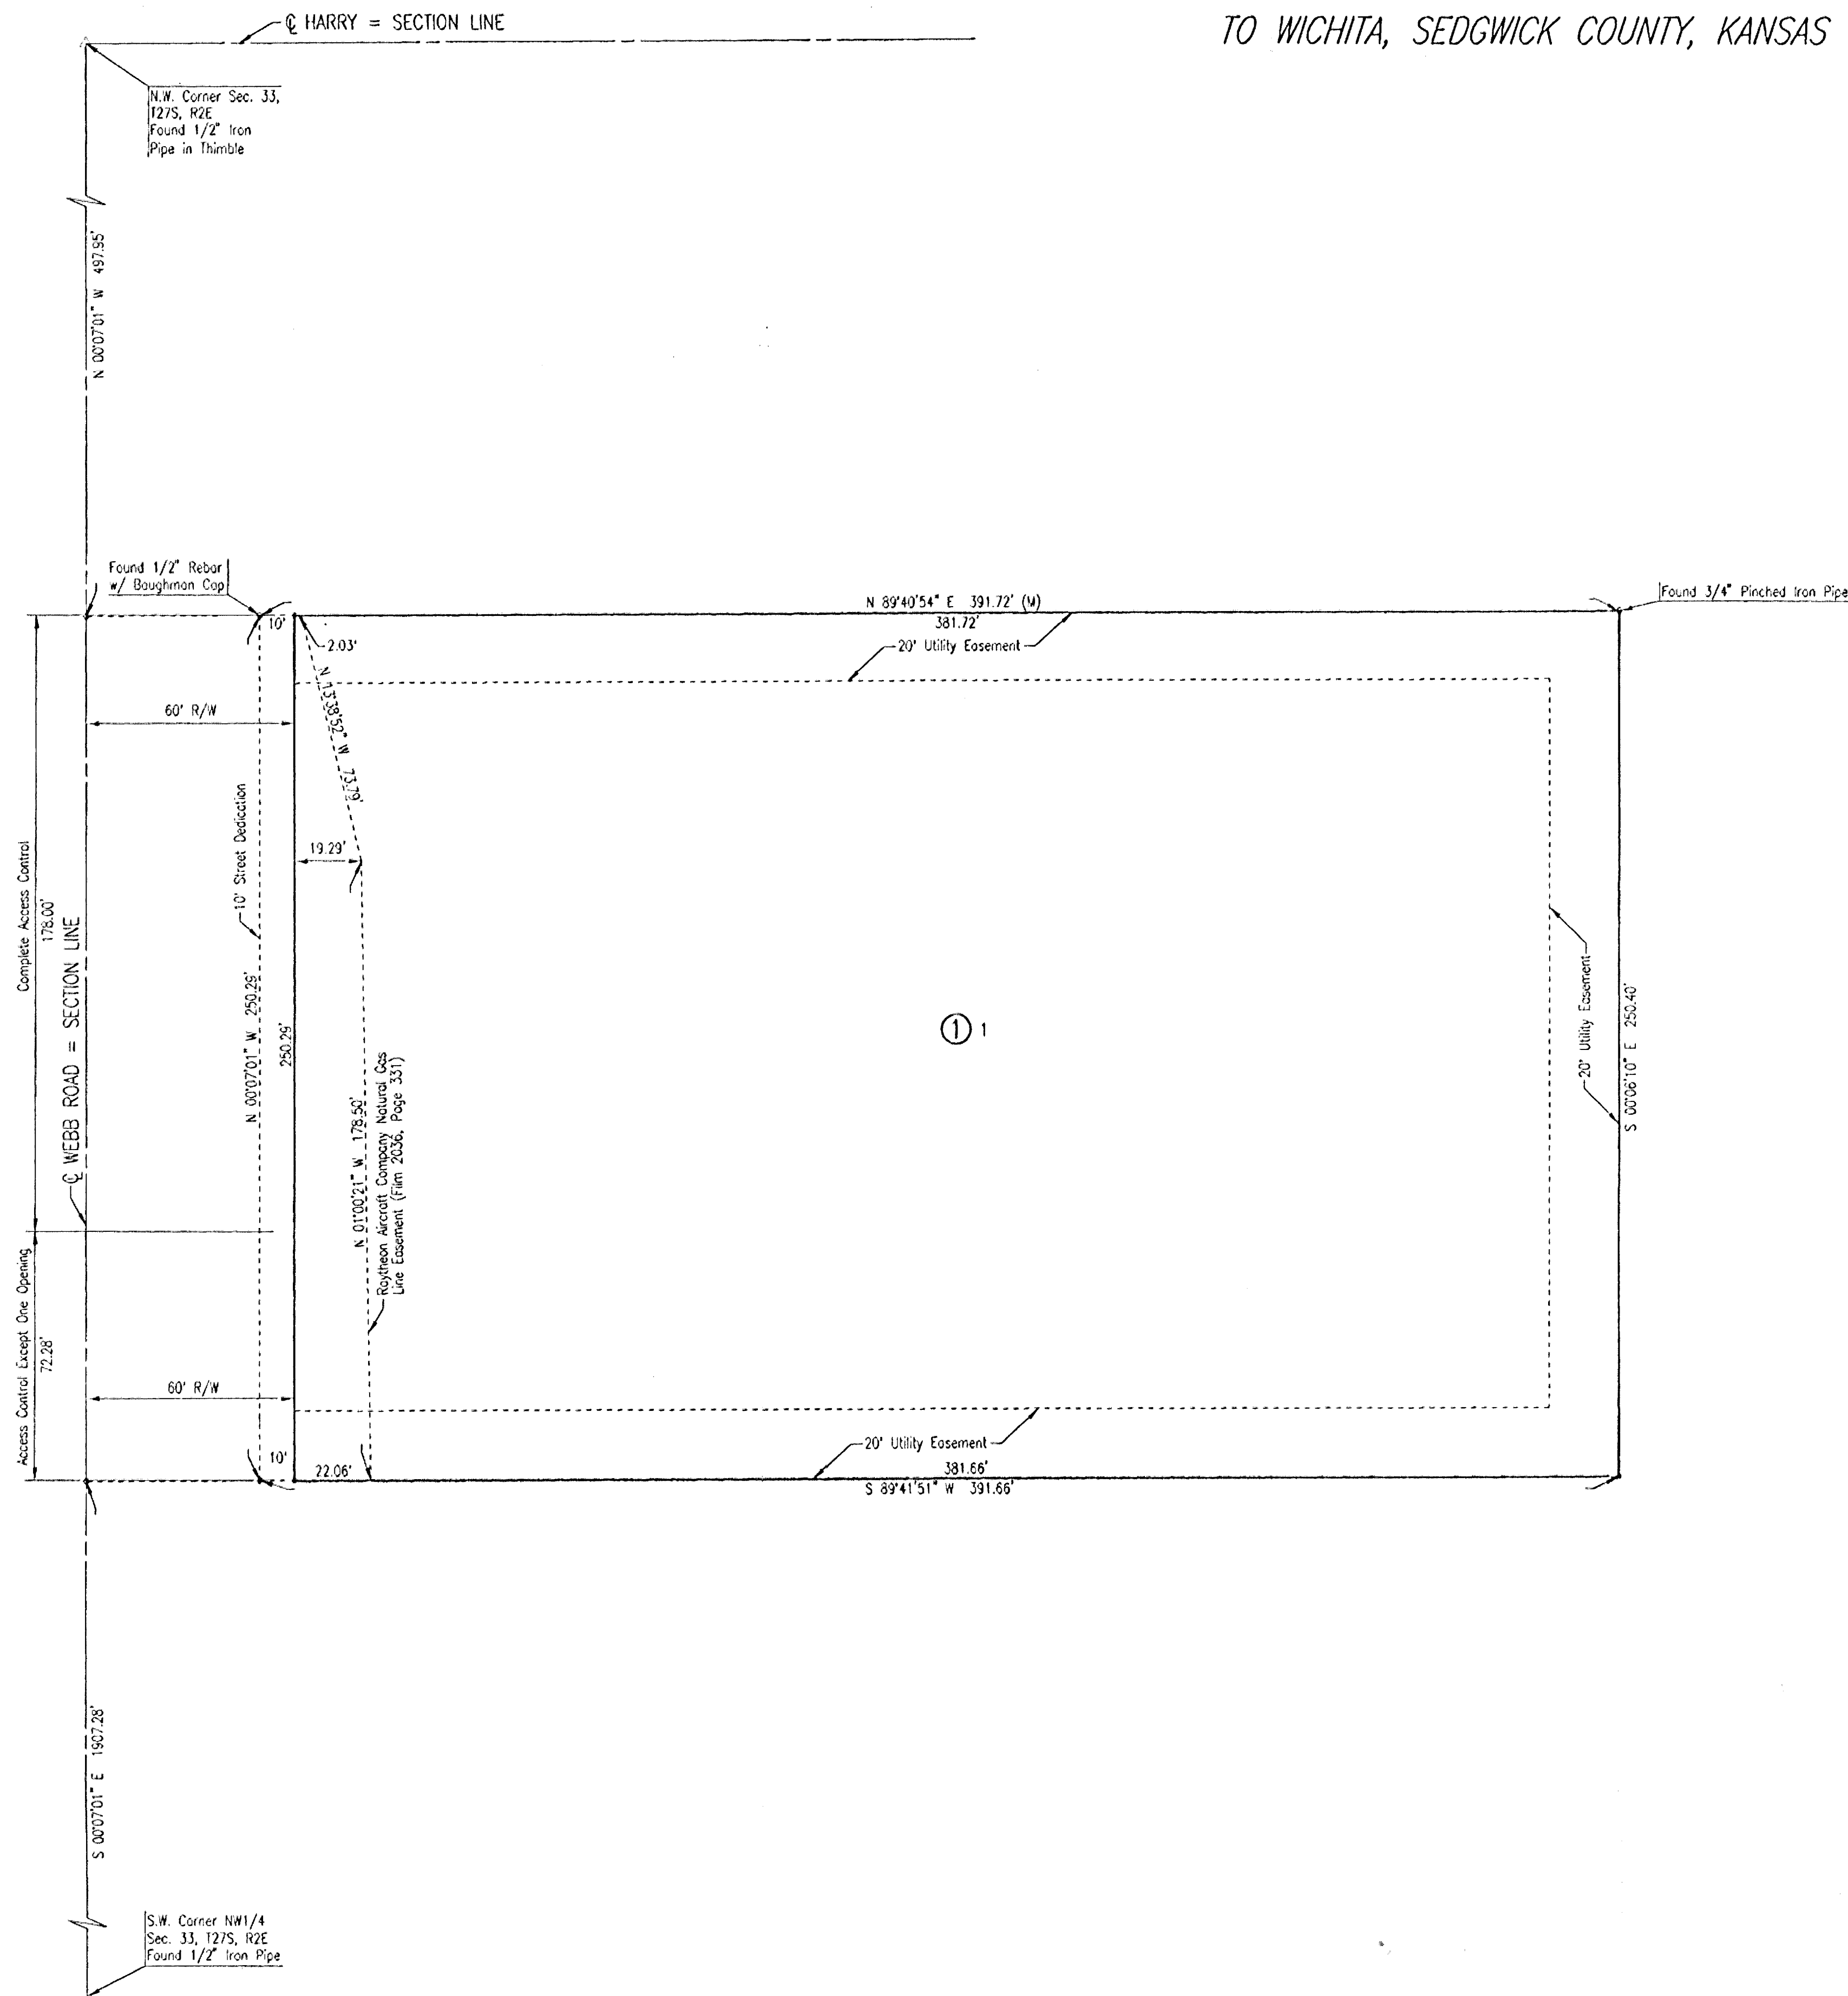 ℄ HARRY = SECTION LINE
TO WICHITA, SEDGWICK COUNTY, KANSAS
N.W. Corner Sec. 33,
T27S, R2E
Found 1/2" Iron
Pipe in Thimble
N 00°07'01" W 497.95'
Found 1/2" Rebar
w/ Baughman Cap
N 89°40'54" E 391.72' (M)
381.72'
Found 3/4" Pinched Iron Pipe
10'
2.03'
20' Utility Easement
N 13°38'52" W 73.79'
60' R/W
10' Street Dedication
19.29'
Complete Access Control
178.00'
℄ WEBB ROAD = SECTION LINE
N 00°07'01" W 250.29'
250.29'
N 01°00'21" W 178.50'
Raytheon Aircraft Company Natural Gas
Line Easement (Film 2036, Page 331)
1 1
20' Utility Easement
S 00°06'10" E 250.40'
Access Control Except One Opening
72.28'
60' R/W
10'
22.06'
20' Utility Easement
381.66'
S 89°41'51" W 391.66'
S 00°07'01" E 1907.28'
S.W. Corner NW1/4
Sec. 33, T27S, R2E
Found 1/2" Iron Pipe